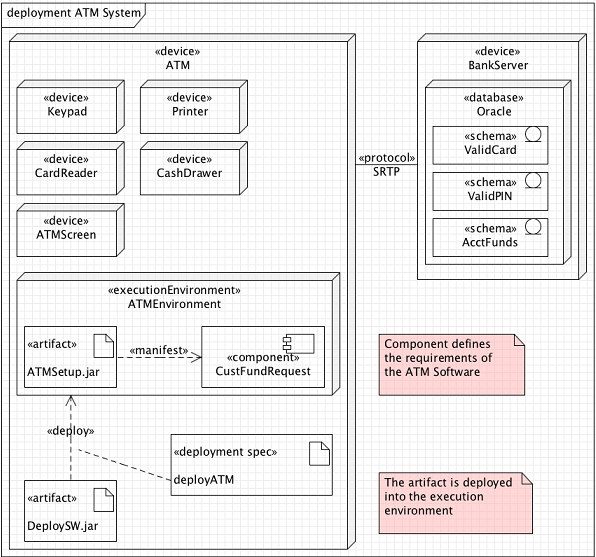 deployment ATM System
«device»
ATM
«device»
Keypad
«device»
Printer
«device»
CardReader
«device»
CashDrawer
«device»
ATMScreen
«executionEnvironment»
ATMEnvironment
«artifact»
ATMSetup.jar
«manifest»
«component»
CustFundRequest
«deploy»
«deployment spec»
deployATM
«artifact»
DeploySW.jar
«protocol»
SRTP
«device»
BankServer
«database»
Oracle
«schema»
ValidCard
«schema»
ValidPIN
«schema»
AcctFunds
Component defines
the requirements of
the ATM Software
The artifact is deployed
into the execution
environment